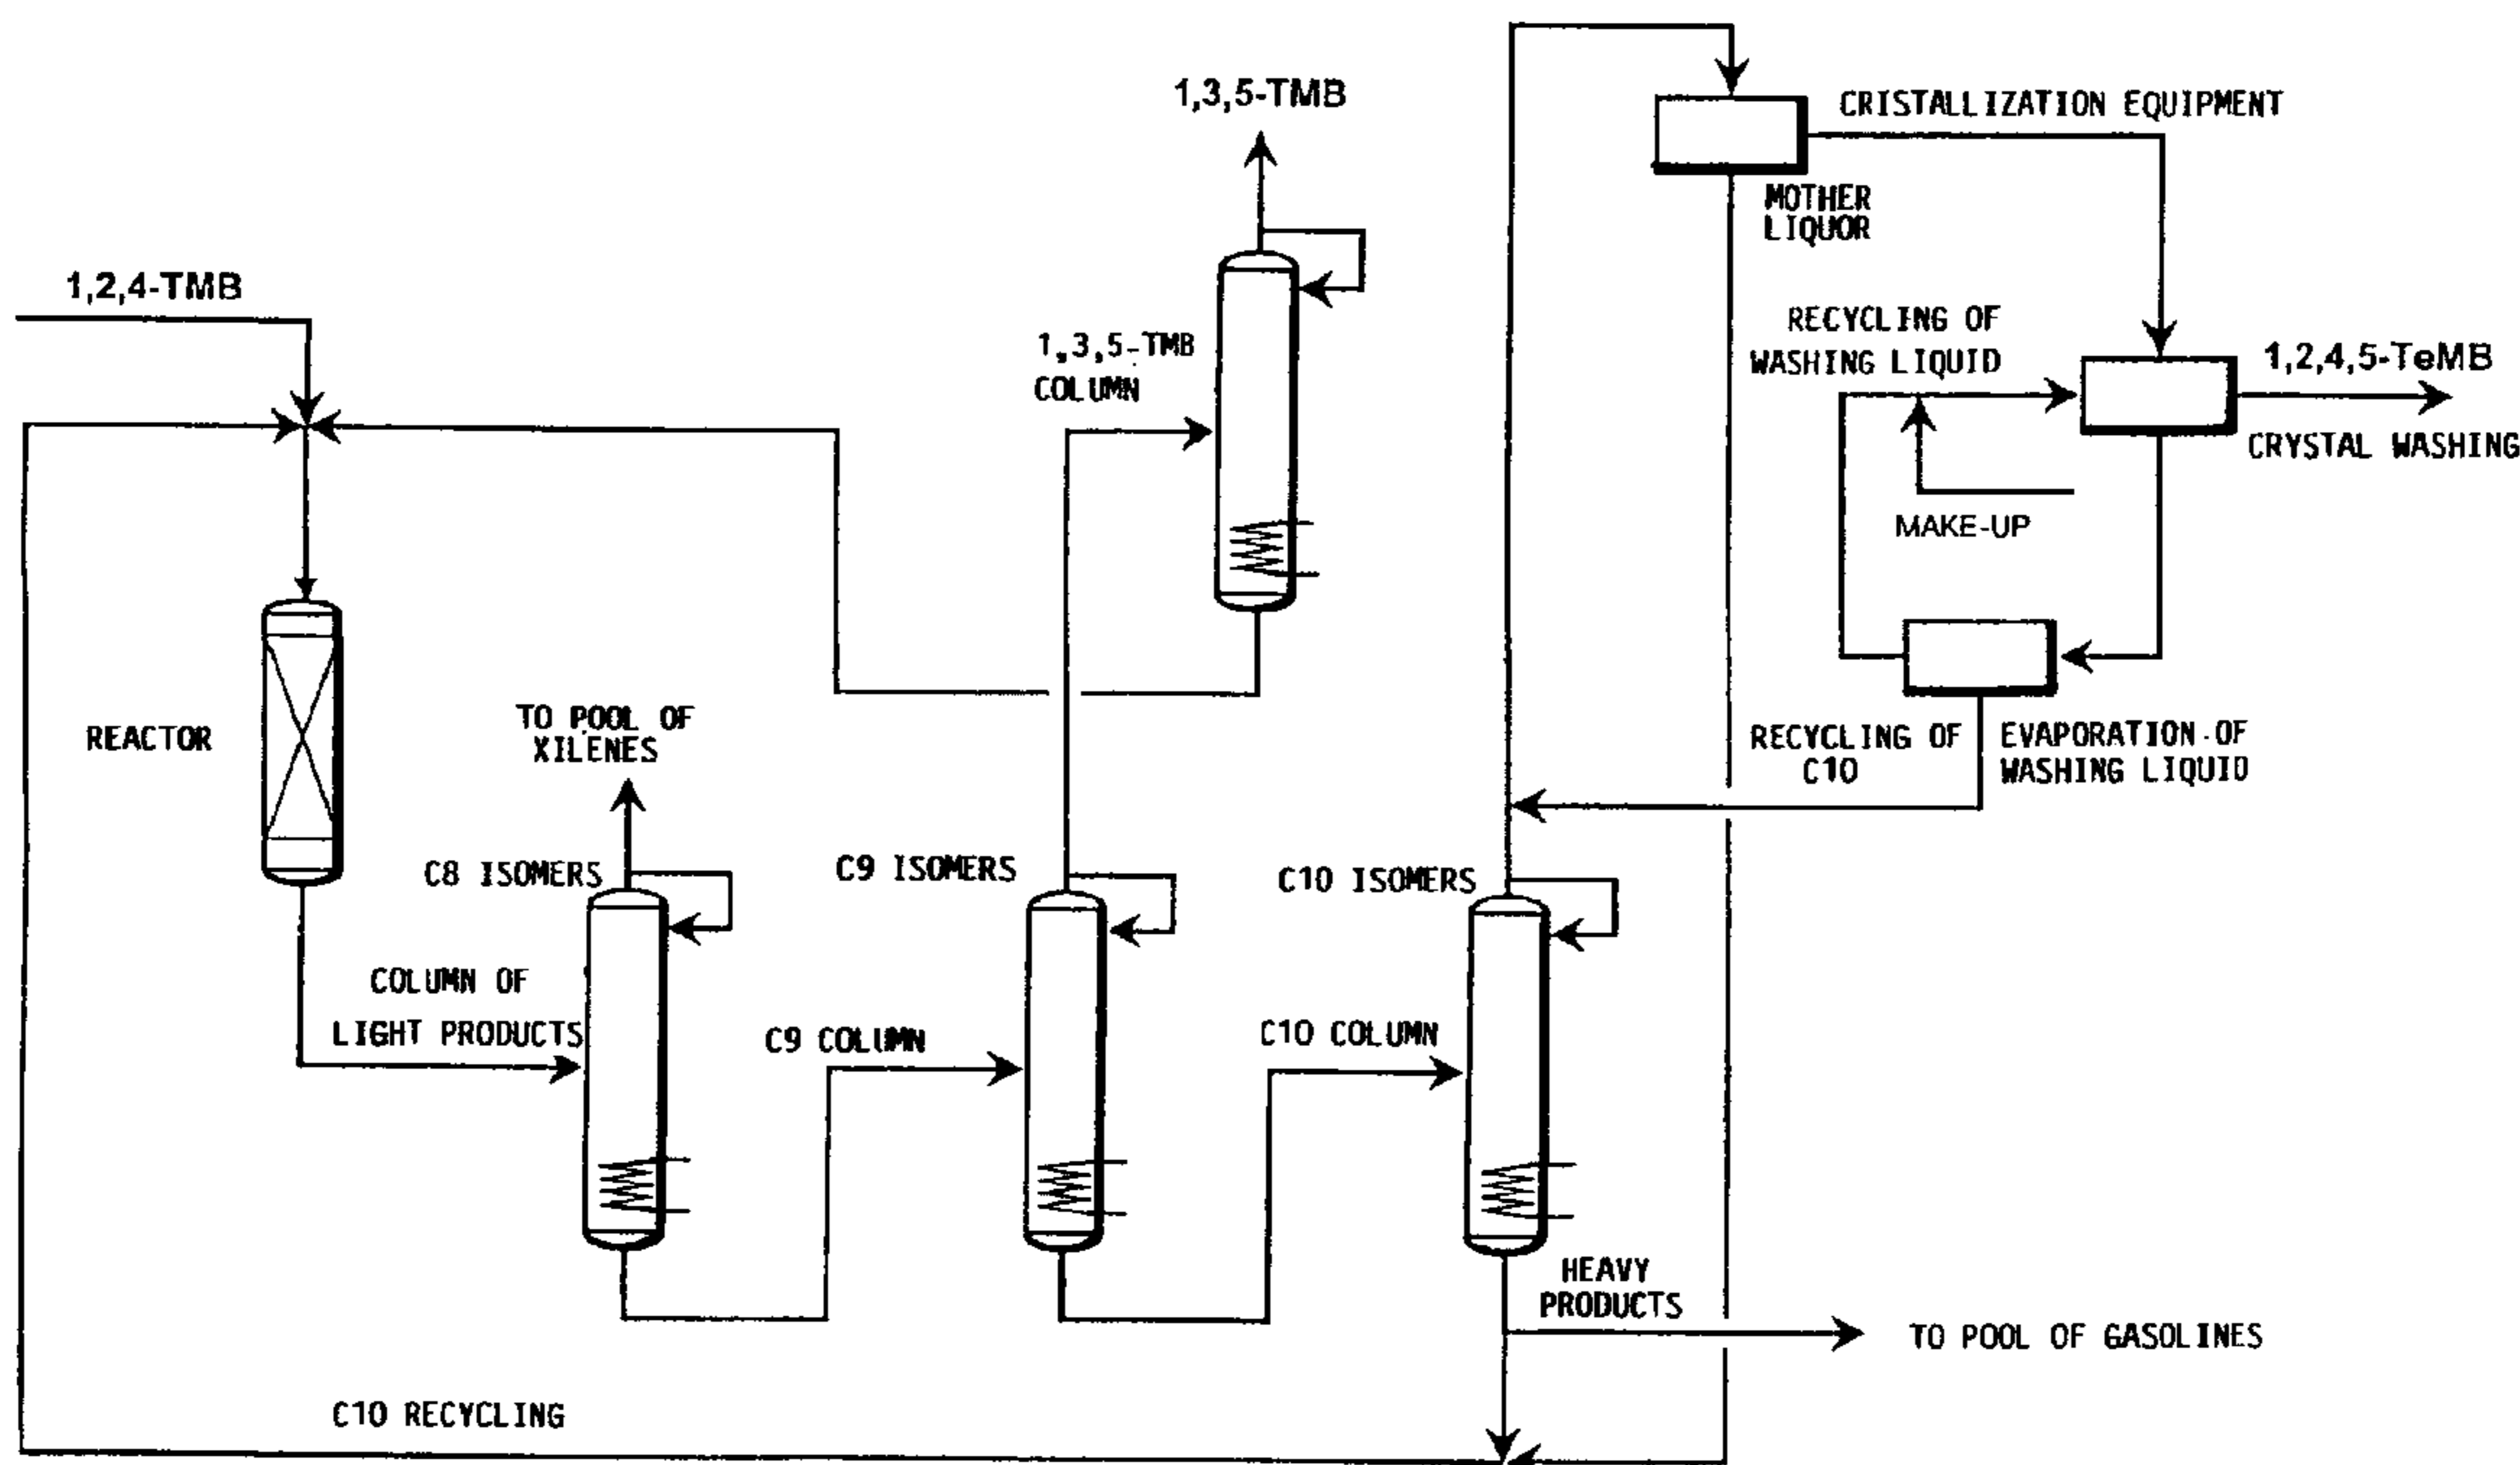 1,3,5-TMB
CRISTALLIZATION EQUIPMENT
MOTHER
LIQUOR
1,2,4-TMB
1,3,5-TMB
COLUMN
RECYCLING OF
WASHING LIQUID
1,2,4,5-TeMB
CRYSTAL WASHING
MAKE-UP
REACTOR
TO POOL OF
XILENES
RECYCLING OF
C10
EVAPORATION OF
WASHING LIQUID
C8 ISOMERS
C9 ISOMERS
C10 ISOMERS
COLUMN OF
LIGHT PRODUCTS
C9 COLUMN
C10 COLUMN
HEAVY
PRODUCTS
TO POOL OF GASOLINES
C10 RECYCLING